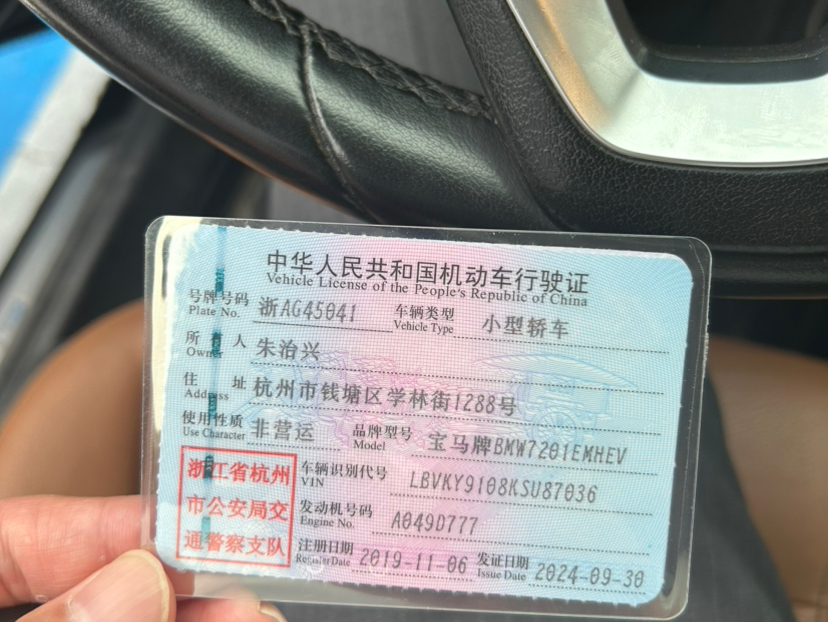 中华人民共和国机动车行驶证
Vehicle License of the People's Republic of China
号牌号码 Plate No. 浙AG45041 车辆类型 Vehicle Type 小型轿车
所有人 Owner 朱治兴
住址 Address 杭州市钱塘区学林街1288号
使用性质 Use Character 非营运 品牌型号 Model 宝马牌BMW7201EMHEV
浙江省杭州
市公安局交
通警察支队
车辆识别代号 VIN LBVKY9108KSU87036
发动机号码 Engine No. A049D777
注册日期 Register Date 2019-11-06 发证日期 Issue Date 2024-09-30